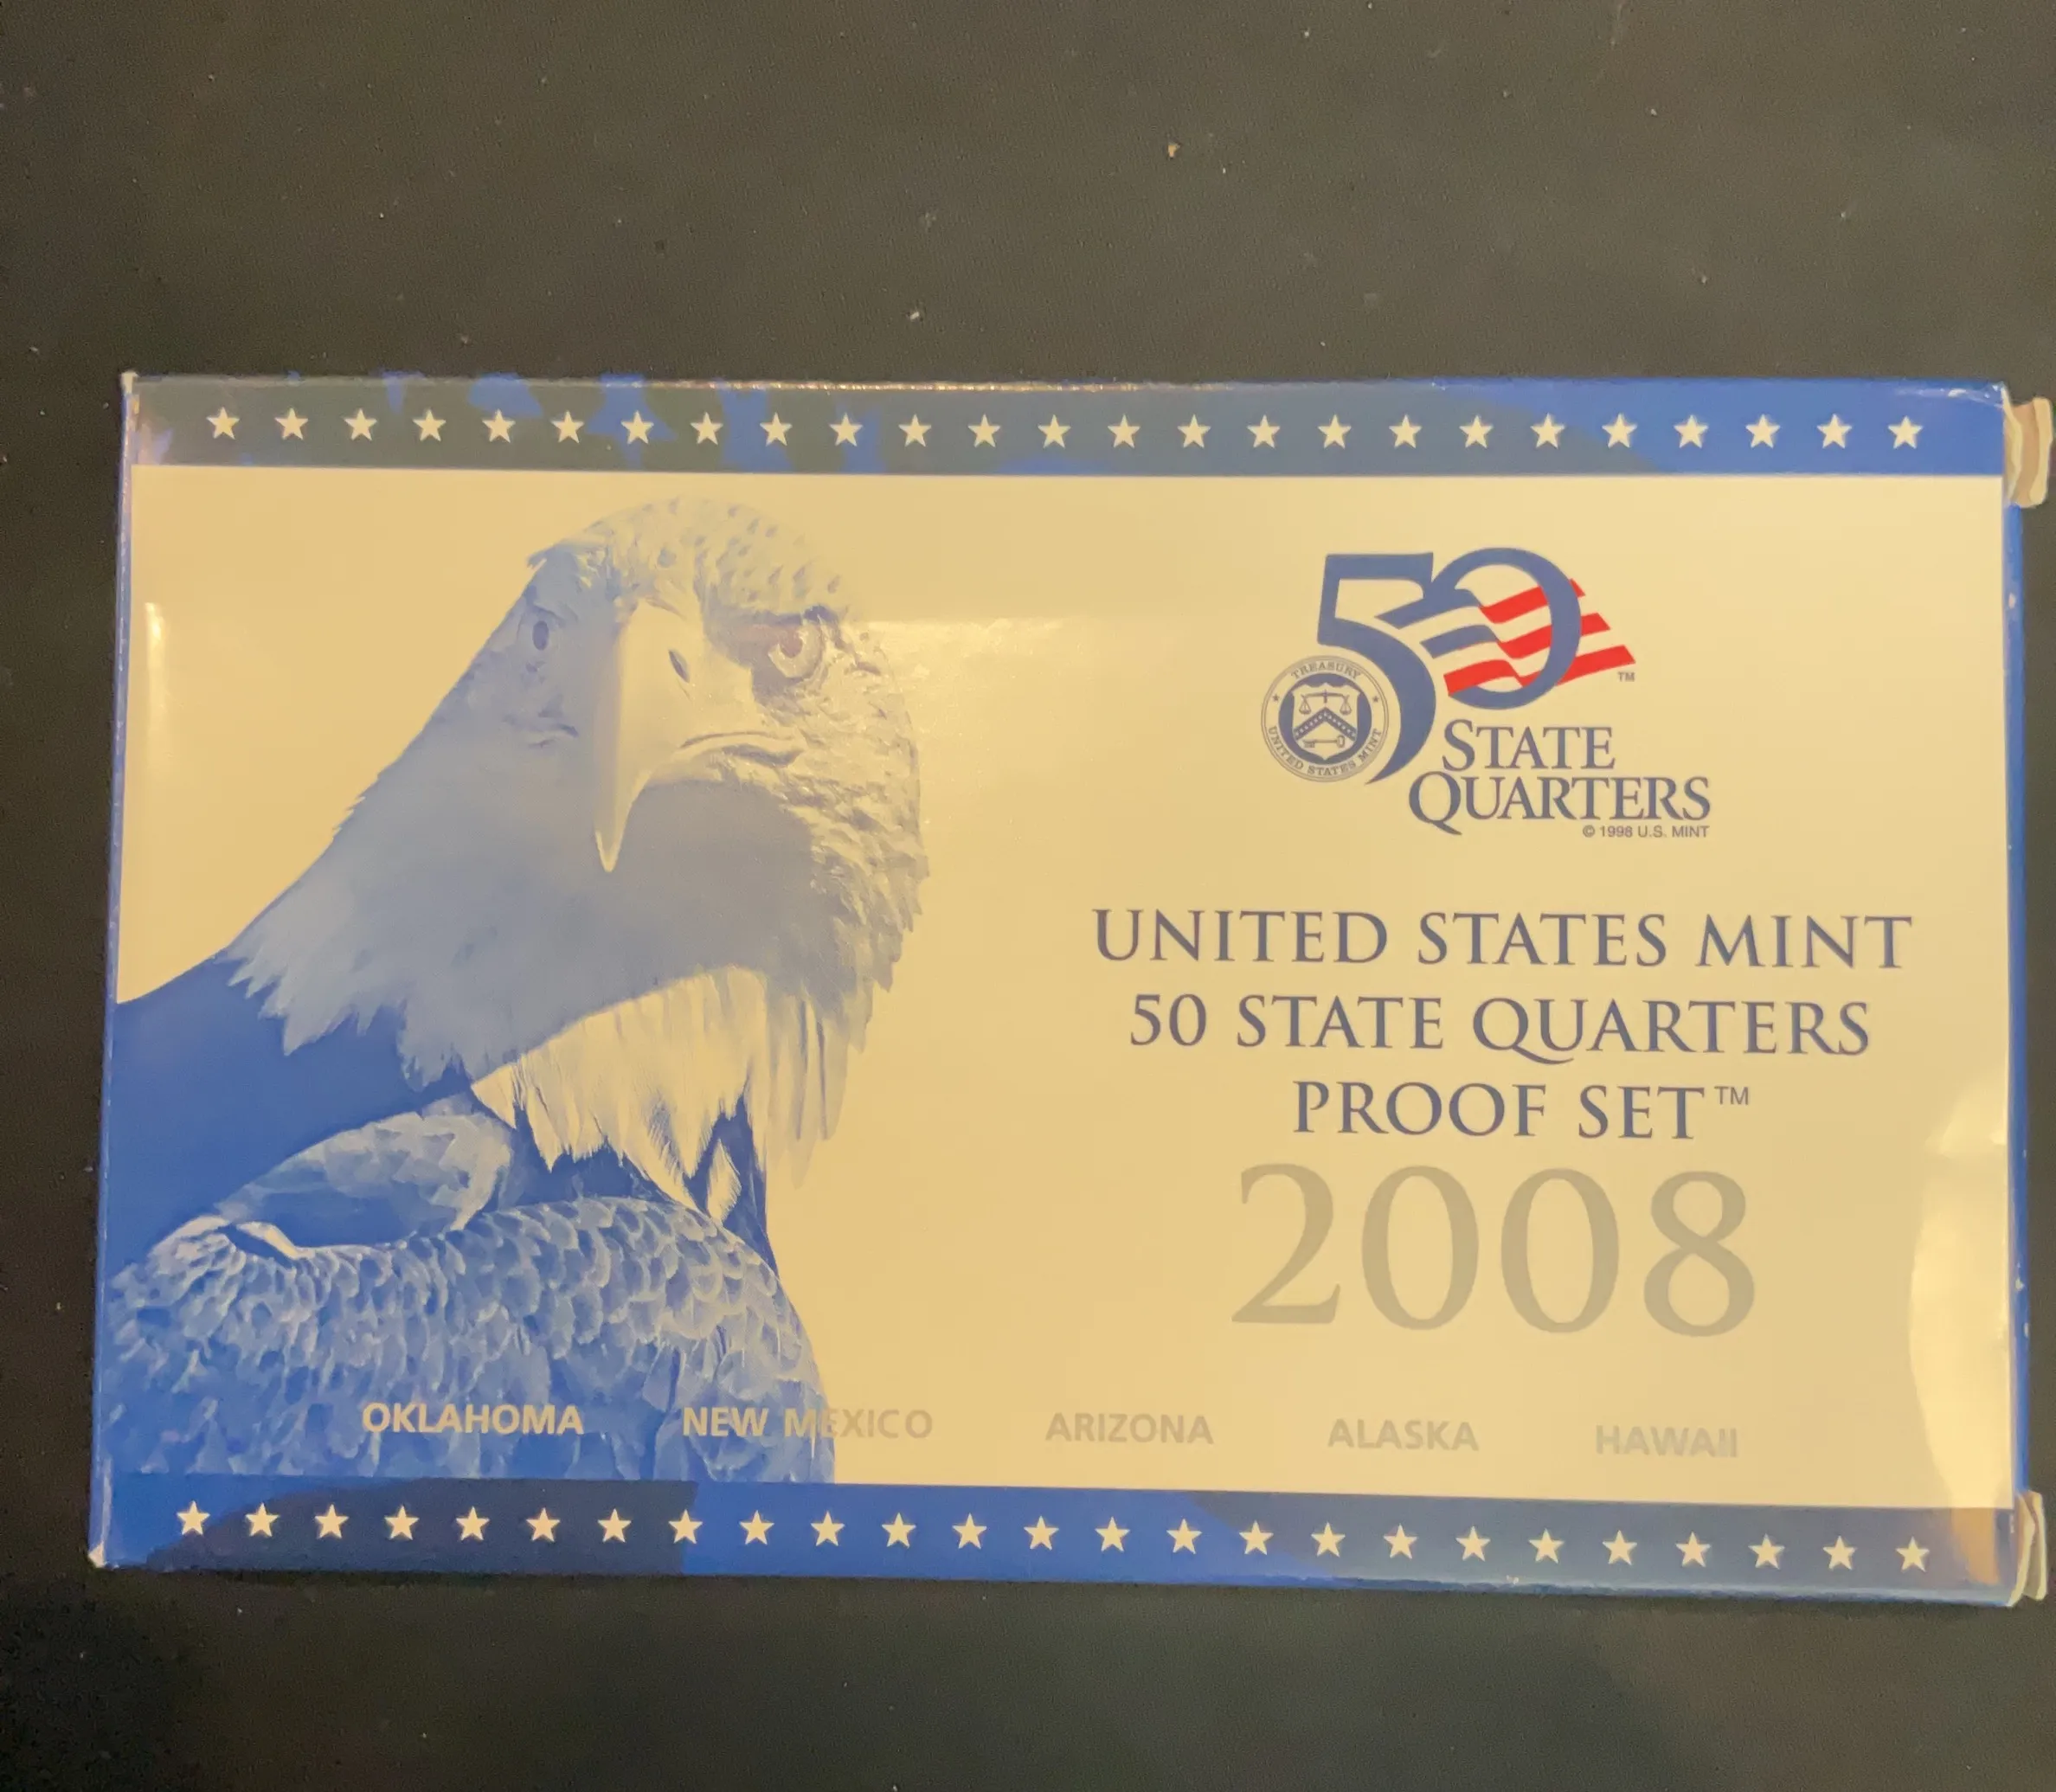 50
TM
TREASURY
UNITED STATES MINT
STATE
QUARTERS
© 1998 U.S. MINT
UNITED STATES MINT
50 STATE QUARTERS
PROOF SET™
2008
OKLAHOMA NEW MEXICO ARIZONA ALASKA HAWAII